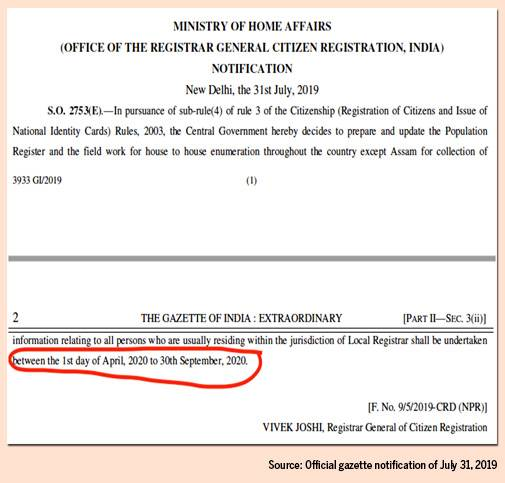 MINISTRY OF HOME AFFAIRS
(OFFICE OF THE REGISTRAR GENERAL CITIZEN REGISTRATION, INDIA)
NOTIFICATION
New Delhi, the 31st July, 2019
S.O. 2753(E).—In pursuance of sub-rule(4) of rule 3 of the Citizenship (Registration of Citizens and Issue of
National Identity Cards) Rules, 2003, the Central Government hereby decides to prepare and update the Population
Register and the field work for house to house enumeration throughout the country except Assam for collection of
3933 GI/2019 (1)
2 THE GAZETTE OF INDIA : EXTRAORDINARY [PART II—SEC. 3(ii)]
information relating to all persons who are usually residing within the jurisdiction of Local Registrar shall be undertaken
between the 1st day of April, 2020 to 30th September, 2020.
[F. No. 9/5/2019-CRD (NPR)]
VIVEK JOSHI, Registrar General of Citizen Registration
Source: Official gazette notification of July 31, 2019